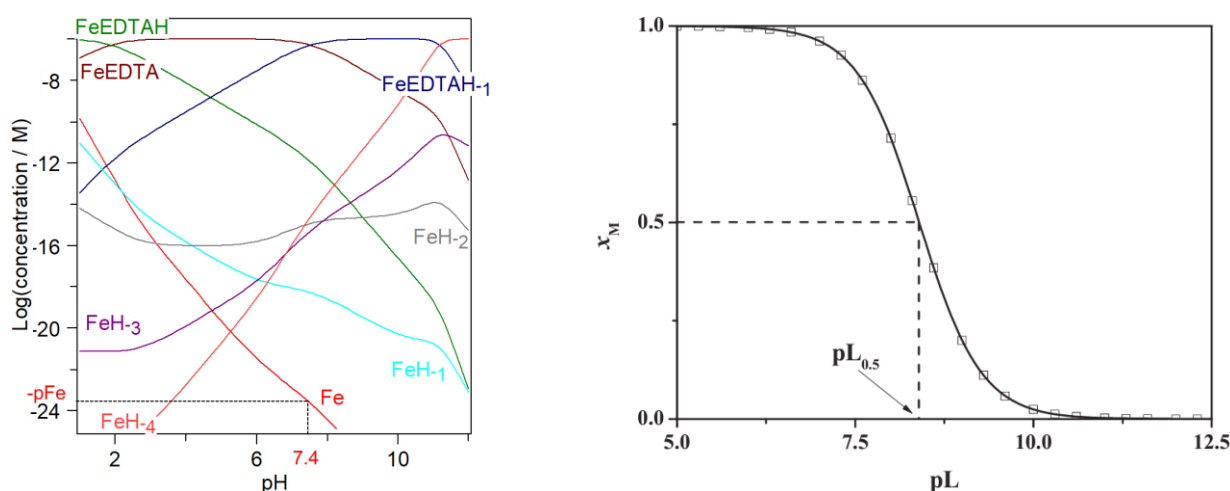 FeEDTAH
FeEDTA
FeEDTAH-1
-8
-12
-16
-20
-24
Log(concentration / M)
FeH-2
FeH-3
FeH-1
-pFe
Fe
FeH-4
2
6
7.4
10
pH
1.0
0.5
0.0
xM
pL0.5
5.0
7.5
10.0
12.5
pL